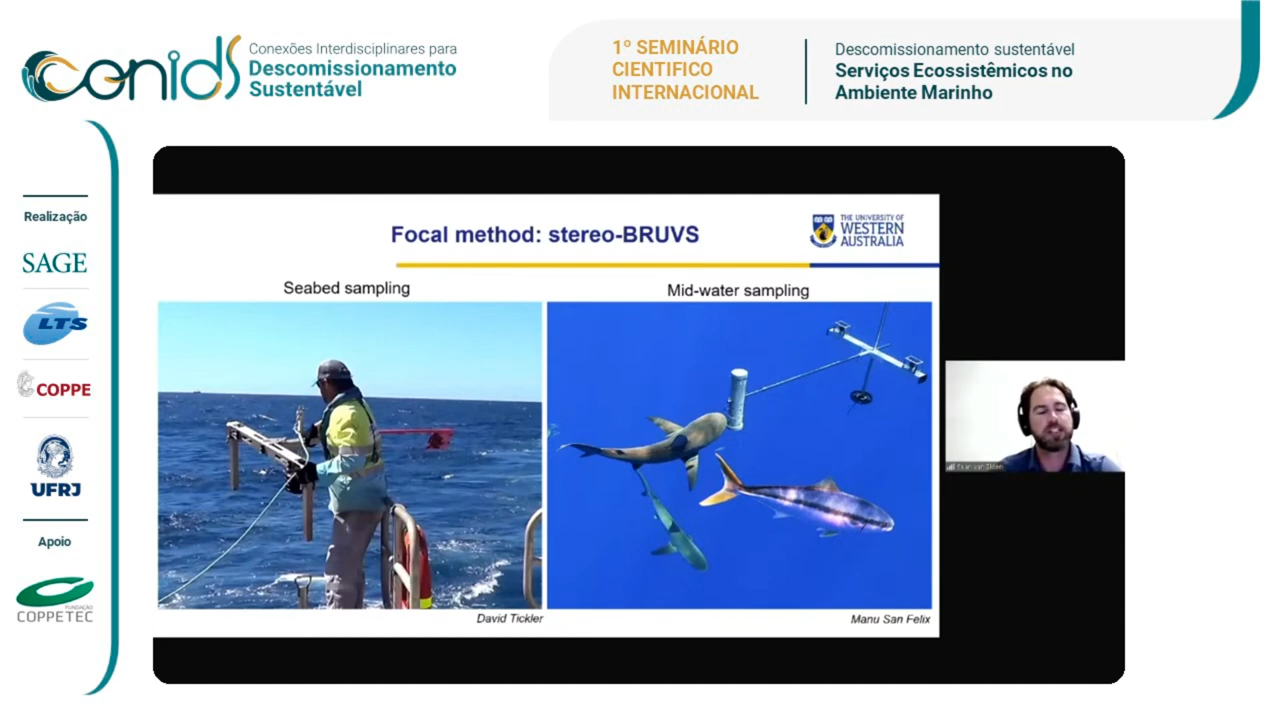 conids
Conexões Interdisciplinares para
Descomissionamento
Sustentável
1º SEMINÁRIO
CIENTIFICO
INTERNACIONAL
Descomissionamento sustentável
Serviços Ecossistêmicos no
Ambiente Marinho
Realização
SAGE
LTS
COPPE
UFRJ
Apoio
FUNDAÇÃO
COPPETEC
Focal method: stereo-BRUVS
THE UNIVERSITY OF
WESTERN
AUSTRALIA
Seabed sampling
Mid-water sampling
David Tickler
Manu San Felix